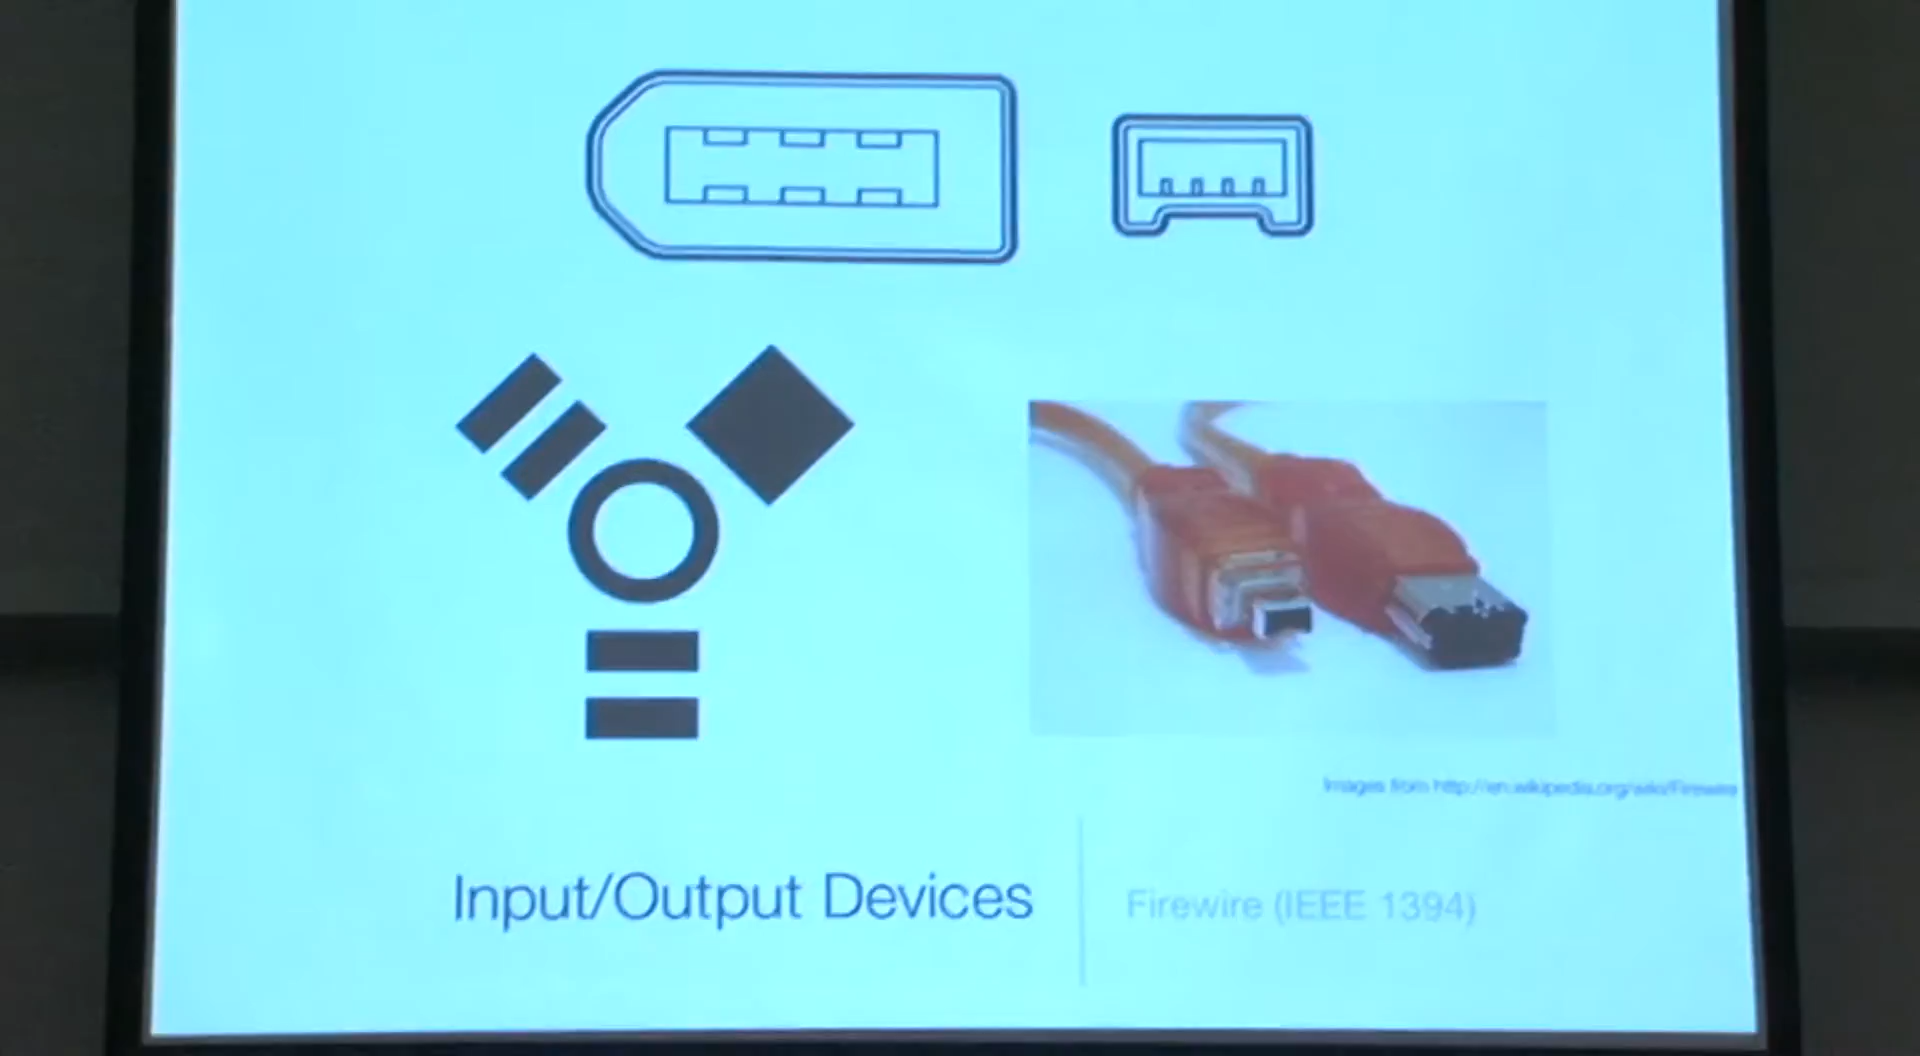 Images from http://en.wikipedia.org/wiki/Firewire
Input/Output Devices
Firewire (IEEE 1394)